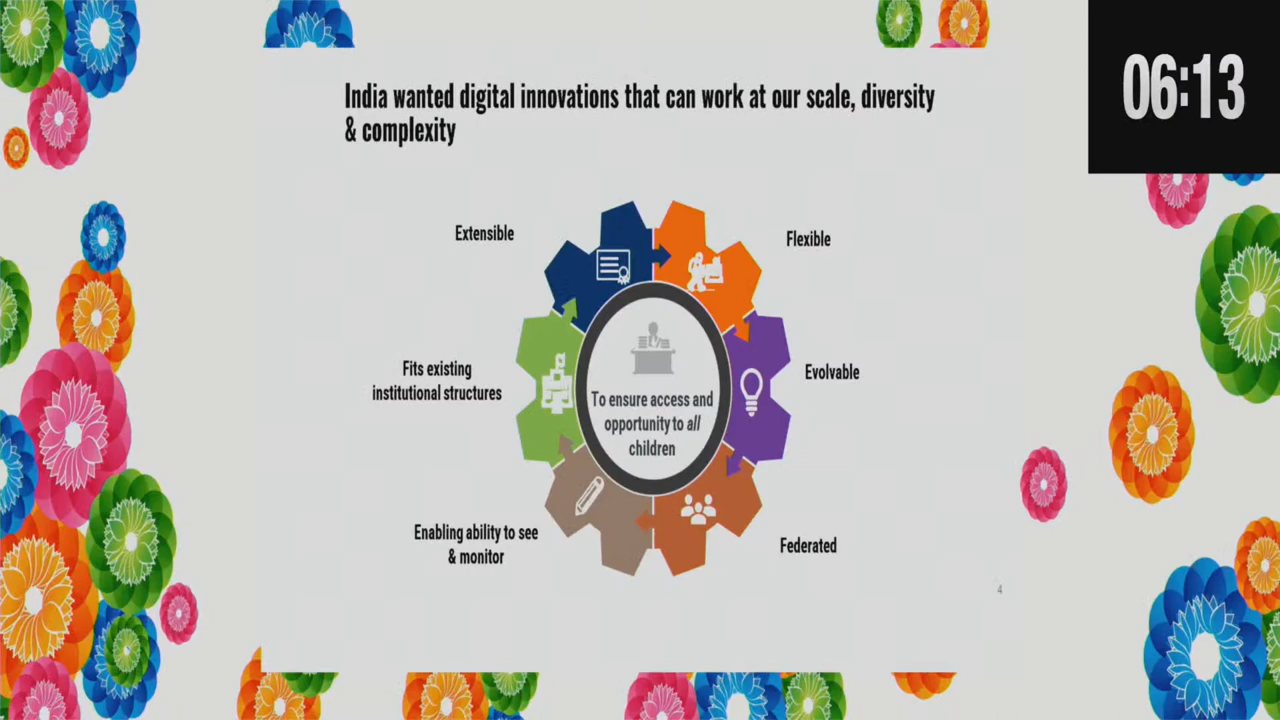 06:13
India wanted digital innovations that can work at our scale, diversity
& complexity
Extensible
Flexible
Fits existing
institutional structures
To ensure access and
opportunity to all
children
Evolvable
Enabling ability to see
& monitor
Federated
4